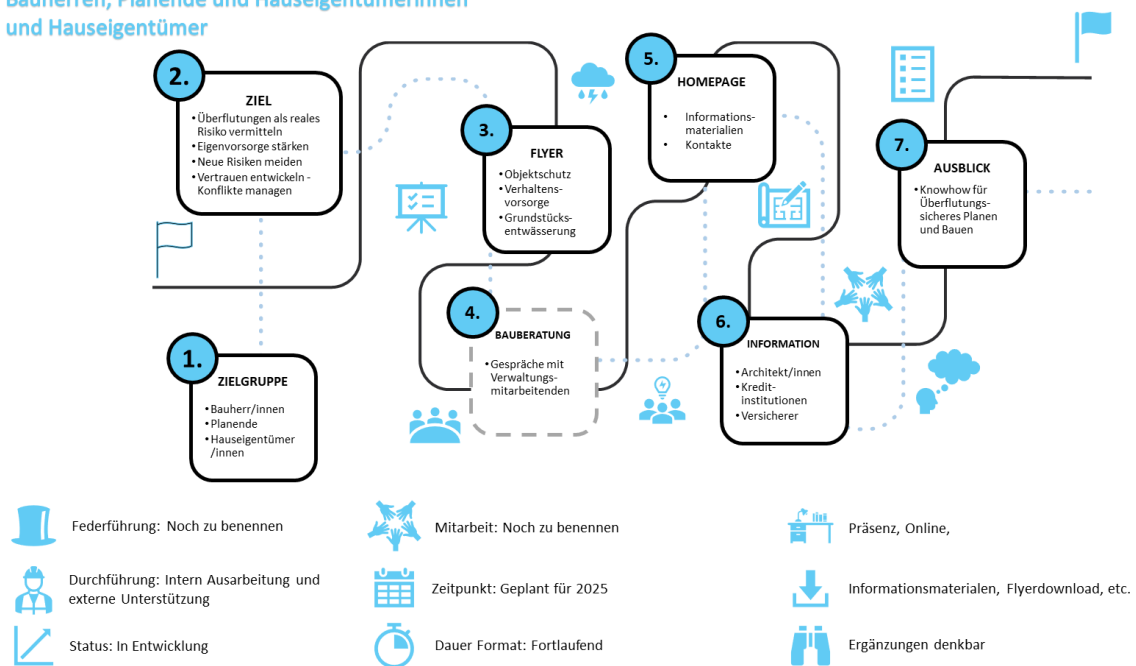 Bauherren, Planende und Hauseigentümerinnen
und Hauseigentümer
1.
ZIELGRUPPE
• Bauherr/innen
• Planende
• Hauseigentümer
/innen
2.
ZIEL
• Überflutungen als reales
Risiko vermitteln
• Eigenvorsorge stärken
• Neue Risiken meiden
• Vertrauen entwickeln -
Konflikte managen
3.
FLYER
• Objektschutz
• Verhaltens-
vorsorge
• Grundstücks-
entwässerung
4.
BAUBERATUNG
• Gespräche mit
Verwaltungs-
mitarbeitenden
5.
HOMEPAGE
• Informations-
materialien
• Kontakte
6.
INFORMATION
• Architekt/innen
• Kredit-
institutionen
• Versicherer
7.
AUSBLICK
• Knowhow für
Überflutungs-
sicheres Planen
und Bauen
Federführung: Noch zu benennen
Mitarbeit: Noch zu benennen
Präsenz, Online,
Durchführung: Intern Ausarbeitung und
externe Unterstützung
Zeitpunkt: Geplant für 2025
Informationsmaterialen, Flyerdownload, etc.
Status: In Entwicklung
Dauer Format: Fortlaufend
Ergänzungen denkbar